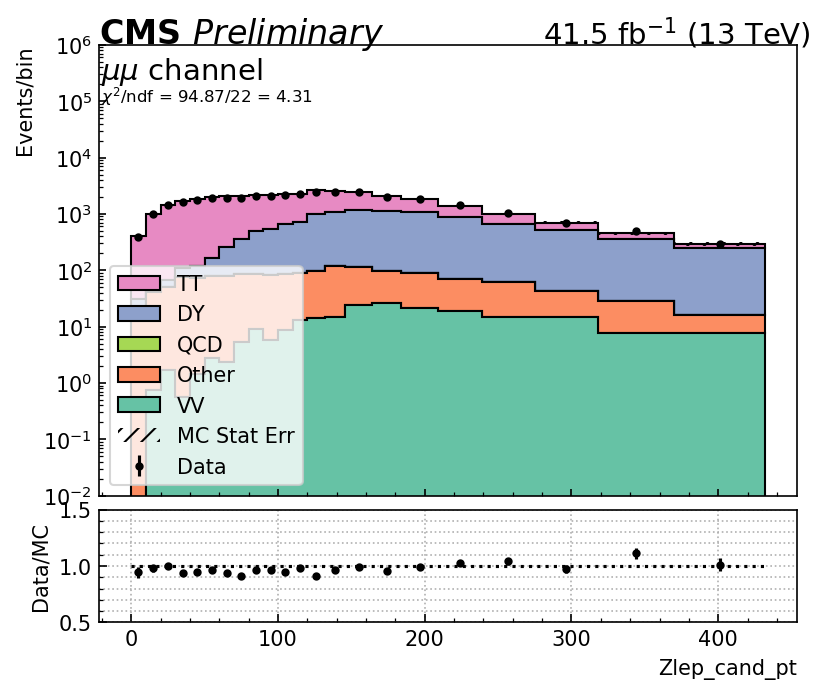 CMS Preliminary 41.5 fb⁻¹ (13 TeV)
μμ channel
χ²/ndf = 94.87/22 = 4.31
Events/bin
10⁶
10⁵
10⁴
10³
10²
10¹
10⁰
10⁻¹
10⁻²
TT
DY
QCD
Other
VV
MC Stat Err
Data
Data/MC
1.5
1.0
0.5
0 100 200 300 400
Zlep_cand_pt